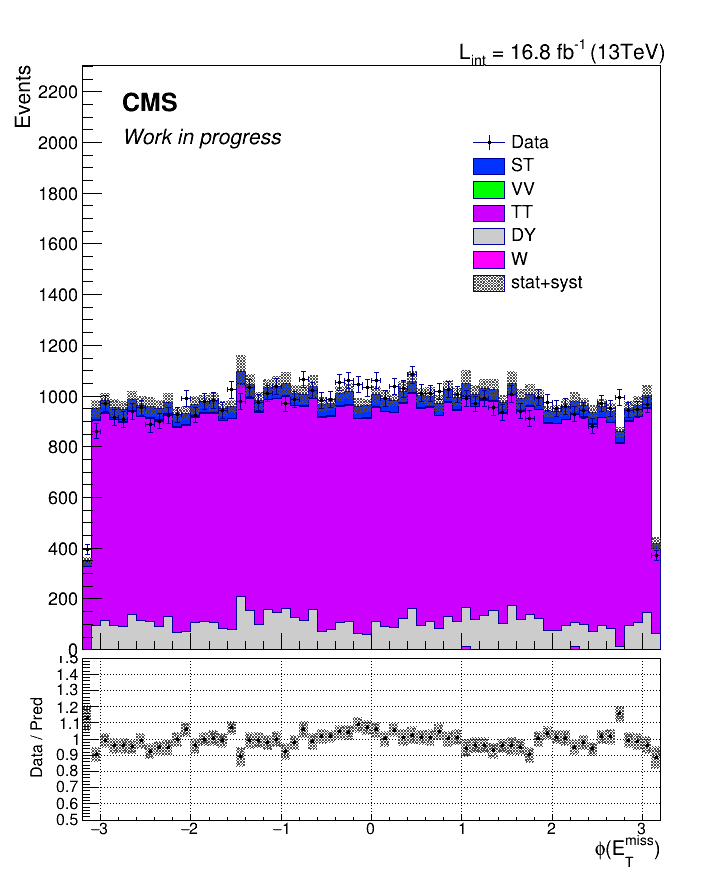 L_int = 16.8 fb^-1 (13TeV)
Events
CMS
Work in progress
Data
ST
VV
TT
DY
W
stat+syst
2200
2000
1800
1600
1400
1200
1000
800
600
400
200
0
Data / Pred
1.5
1.4
1.3
1.2
1.1
1
0.9
0.8
0.7
0.6
0.5
−3 −2 −1 0 1 2 3
ϕ(E_T^miss)